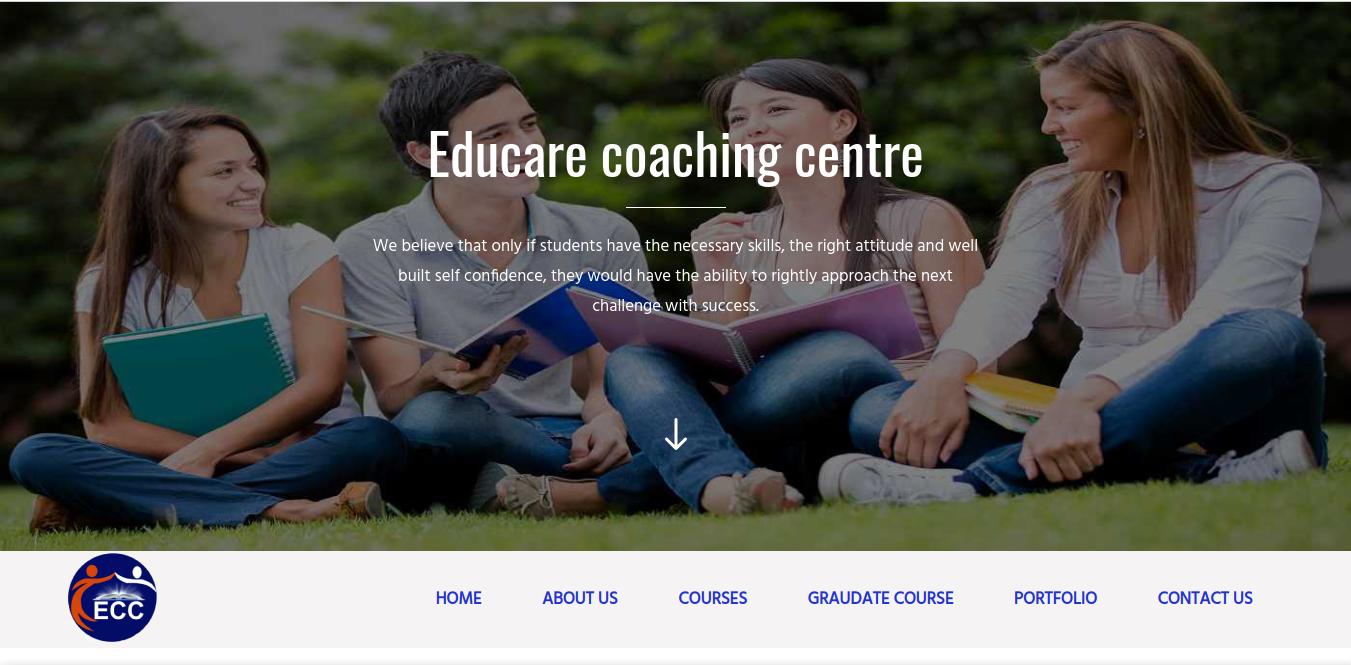 Educare coaching centre
We believe that only if students have the necessary skills, the right attitude and well
built self confidence, they would have the ability to rightly approach the next
challenge with success.
ECC
HOME ABOUT US COURSES GRAUDATE COURSE PORTFOLIO CONTACT US